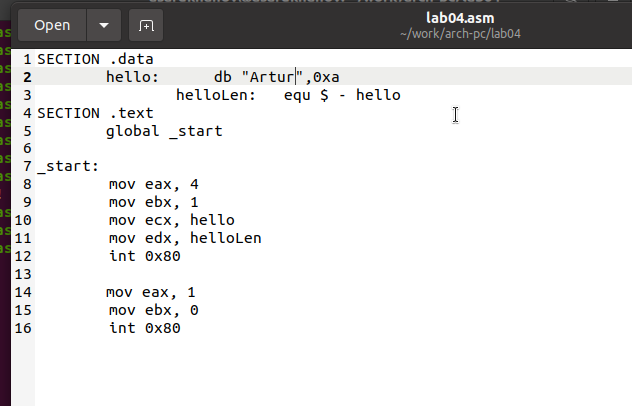 Open
lab04.asm
~/work/arch-pc/lab04
1 SECTION .data
2 hello: db "Artur",0xa
3 helloLen: equ $ - hello
4 SECTION .text
5 global _start
6
7 _start:
8 mov eax, 4
9 mov ebx, 1
10 mov ecx, hello
11 mov edx, helloLen
12 int 0x80
13
14 mov eax, 1
15 mov ebx, 0
16 int 0x80